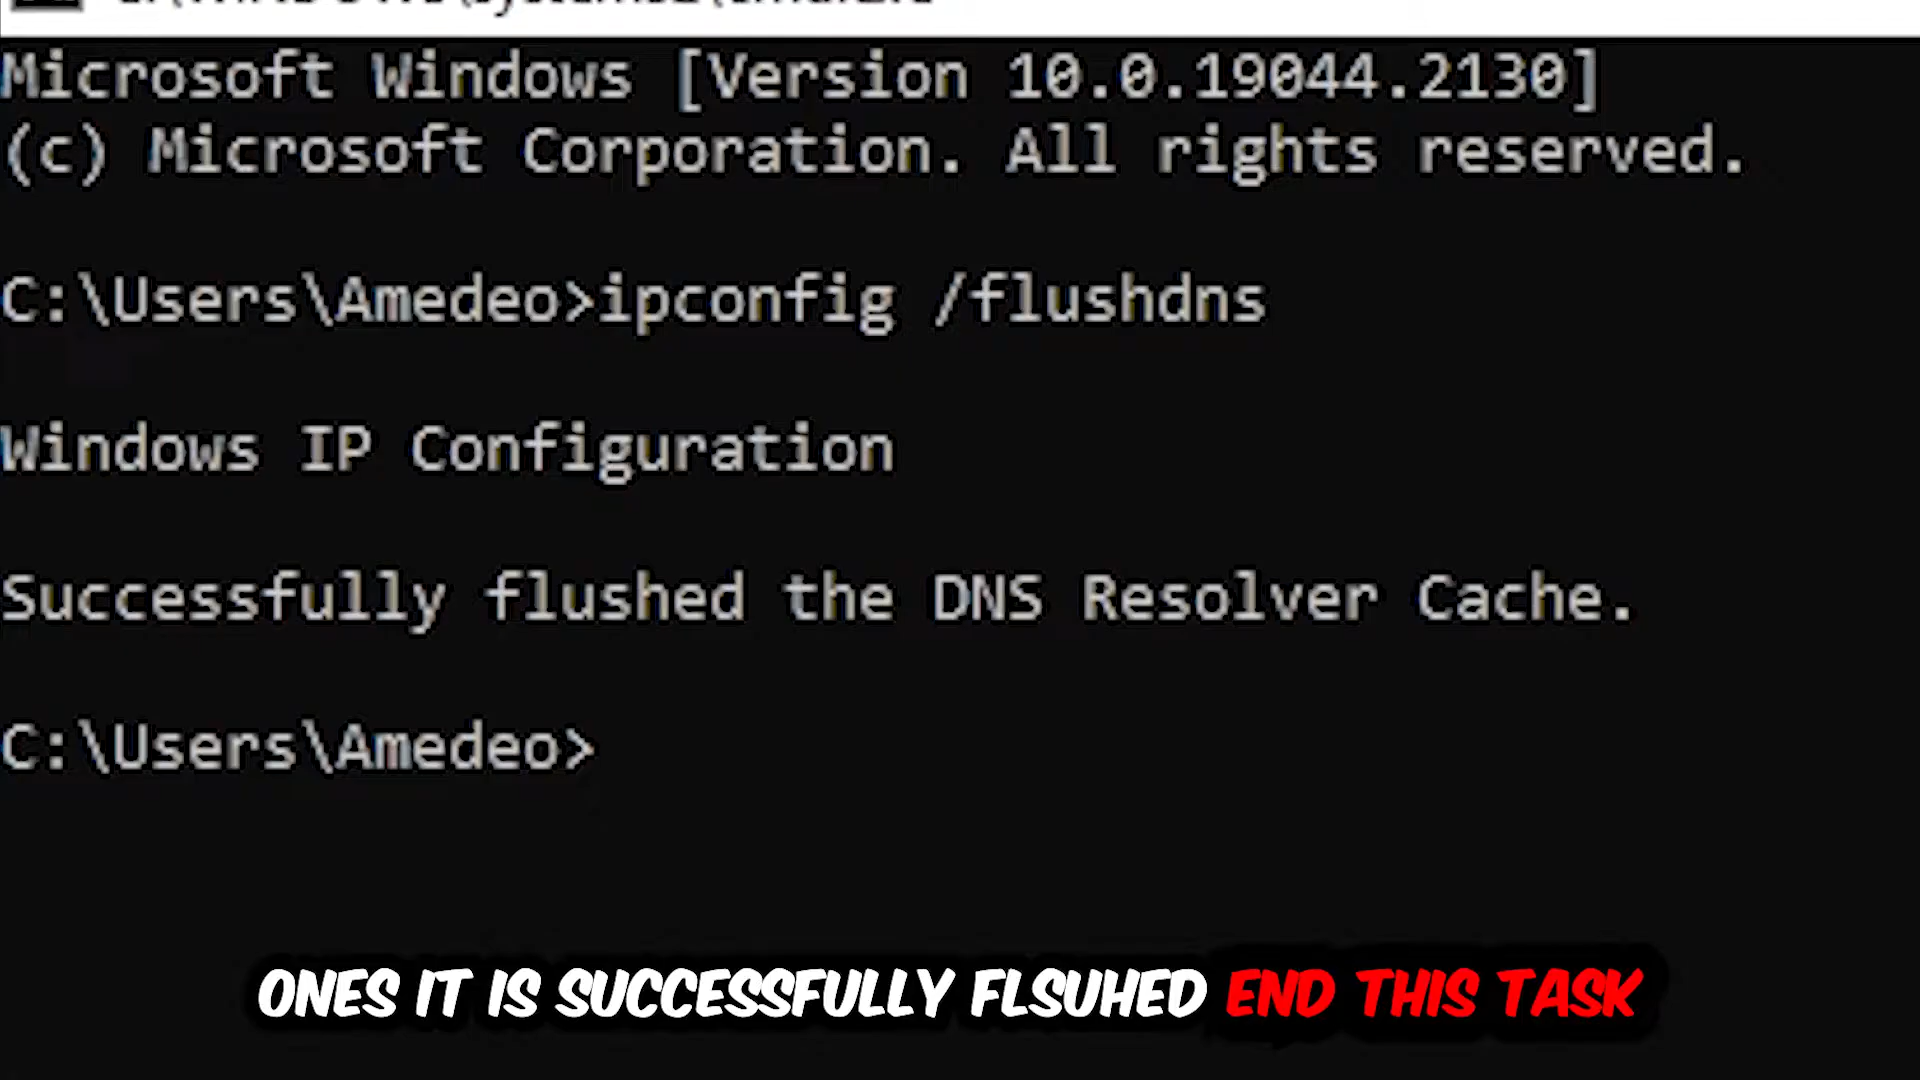 Microsoft Windows [Version 10.0.19044.2130]
(c) Microsoft Corporation. All rights reserved.
C:\Users\Amedeo>ipconfig /flushdns
Windows IP Configuration
Successfully flushed the DNS Resolver Cache.
C:\Users\Amedeo>
ONES IT IS SUCCESSFULLY FLSUHED END THIS TASK